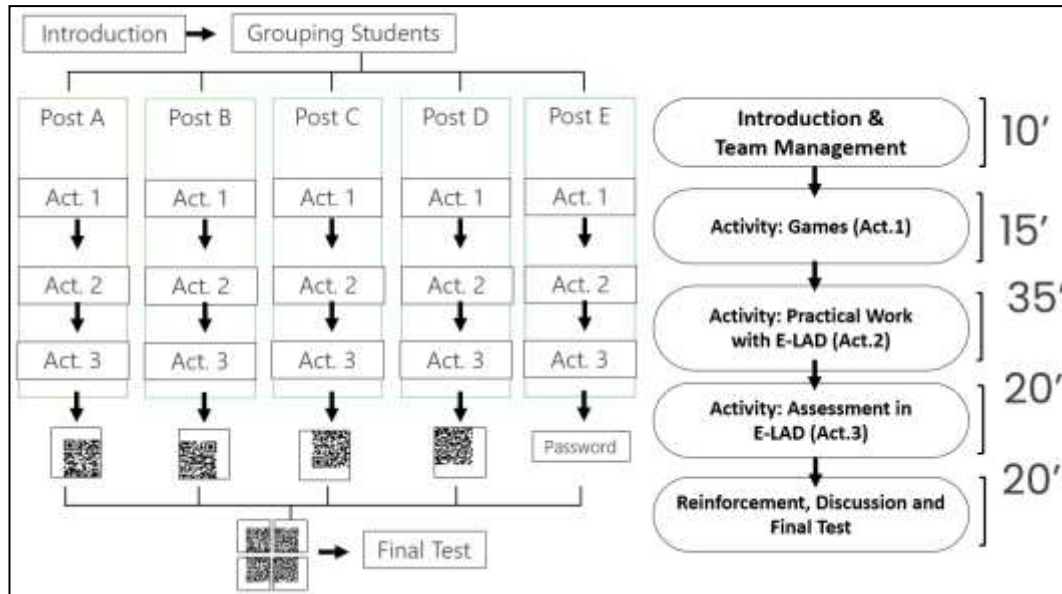 Introduction
Grouping Students
Post A
Post B
Post C
Post D
Post E
Act. 1
Act. 1
Act. 1
Act. 1
Act. 1
Act. 2
Act. 2
Act. 2
Act. 2
Act. 2
Act. 3
Act. 3
Act. 3
Act. 3
Act. 3
Password
Final Test
Introduction &
Team Management
10’
Activity: Games (Act.1)
15’
Activity: Practical Work
with E-LAD (Act.2)
35’
Activity: Assessment in
E-LAD (Act.3)
20’
Reinforcement, Discussion and
Final Test
20’